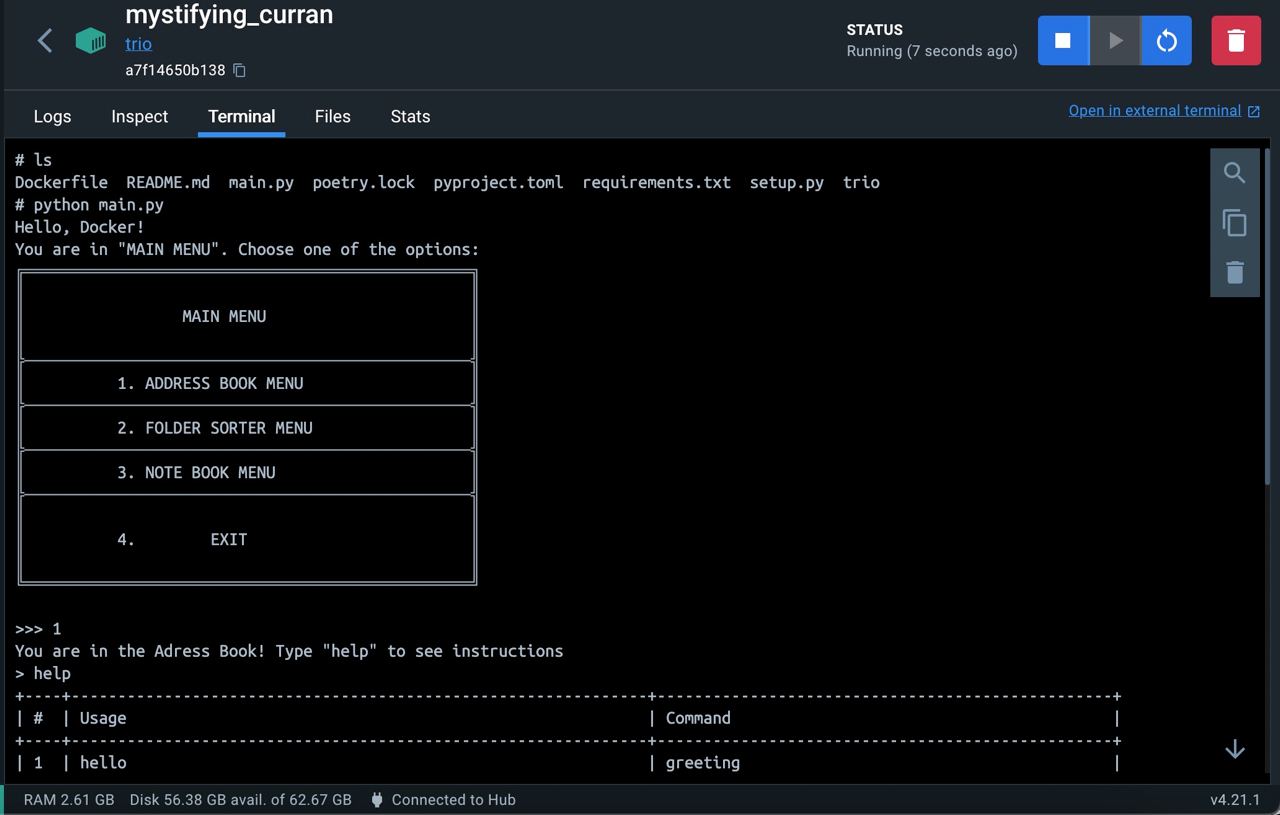 mystifying_curran
trio
a7f14650b138
STATUS
Running (7 seconds ago)
Logs Inspect Terminal Files Stats
Open in external terminal
# ls
Dockerfile README.md main.py poetry.lock pyproject.toml requirements.txt setup.py trio
# python main.py
Hello, Docker!
You are in "MAIN MENU". Choose one of the options:
MAIN MENU
1. ADDRESS BOOK MENU
2. FOLDER SORTER MENU
3. NOTE BOOK MENU
4. EXIT
>>> 1
You are in the Adress Book! Type "help" to see instructions
> help
+----+---------------------------------------------------------------+-------------------------------------------------+
| # | Usage | Command |
+----+---------------------------------------------------------------+-------------------------------------------------+
| 1 | hello | greeting |
RAM 2.61 GB Disk 56.38 GB avail. of 62.67 GB Connected to Hub v4.21.1